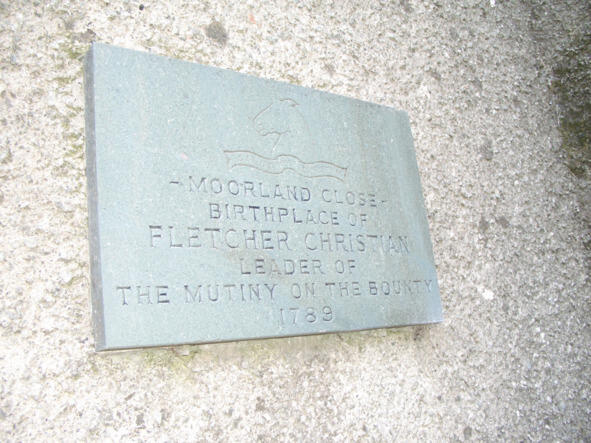 - MOORLAND CLOSE -
BIRTHPLACE OF
FLETCHER CHRISTIAN
LEADER OF
THE MUTINY ON THE BOUNTY
1789